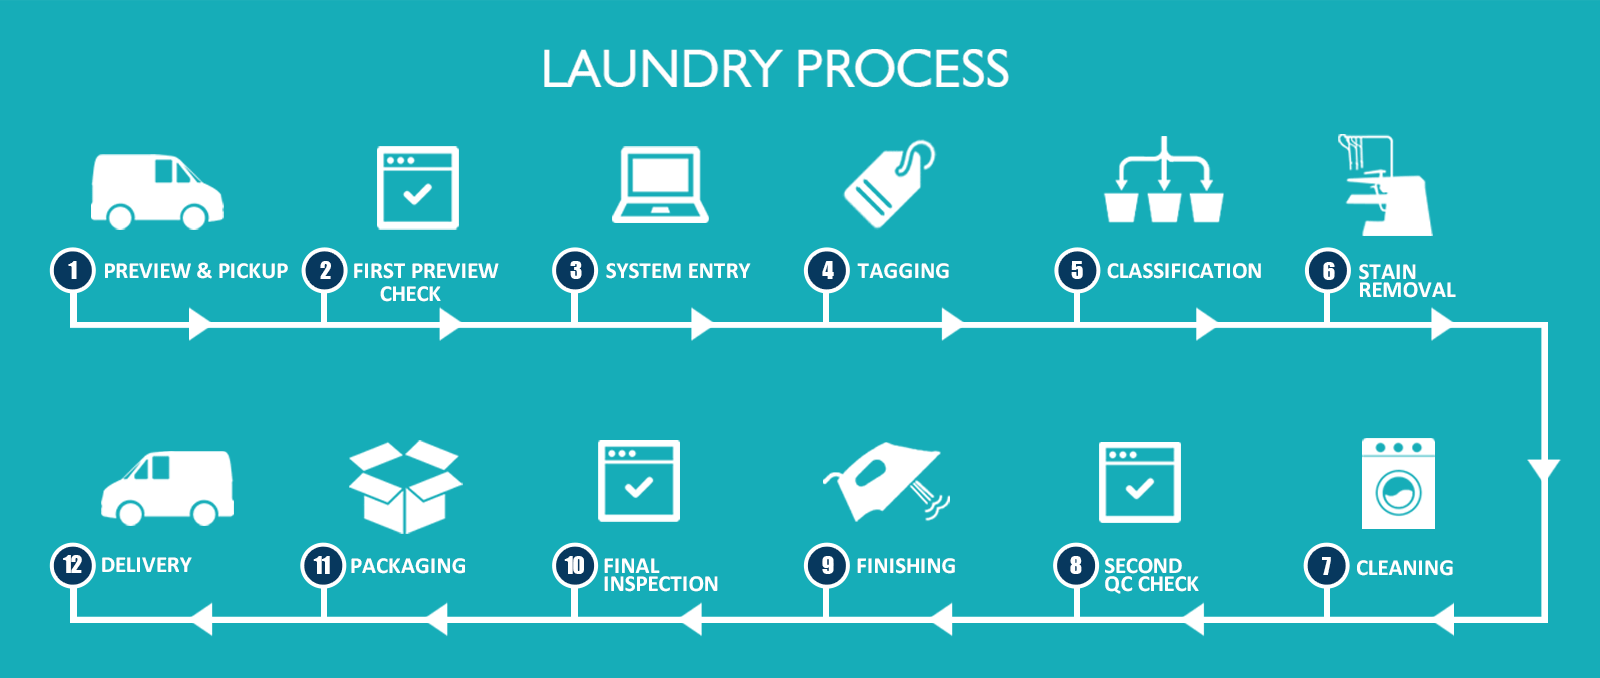 LAUNDRY PROCESS
1 PREVIEW & PICKUP
2 FIRST PREVIEW
CHECK
3 SYSTEM ENTRY
4 TAGGING
5 CLASSIFICATION
6 STAIN
REMOVAL
12 DELIVERY
11 PACKAGING
10 FINAL
INSPECTION
9 FINISHING
8 SECOND
QC CHECK
7 CLEANING